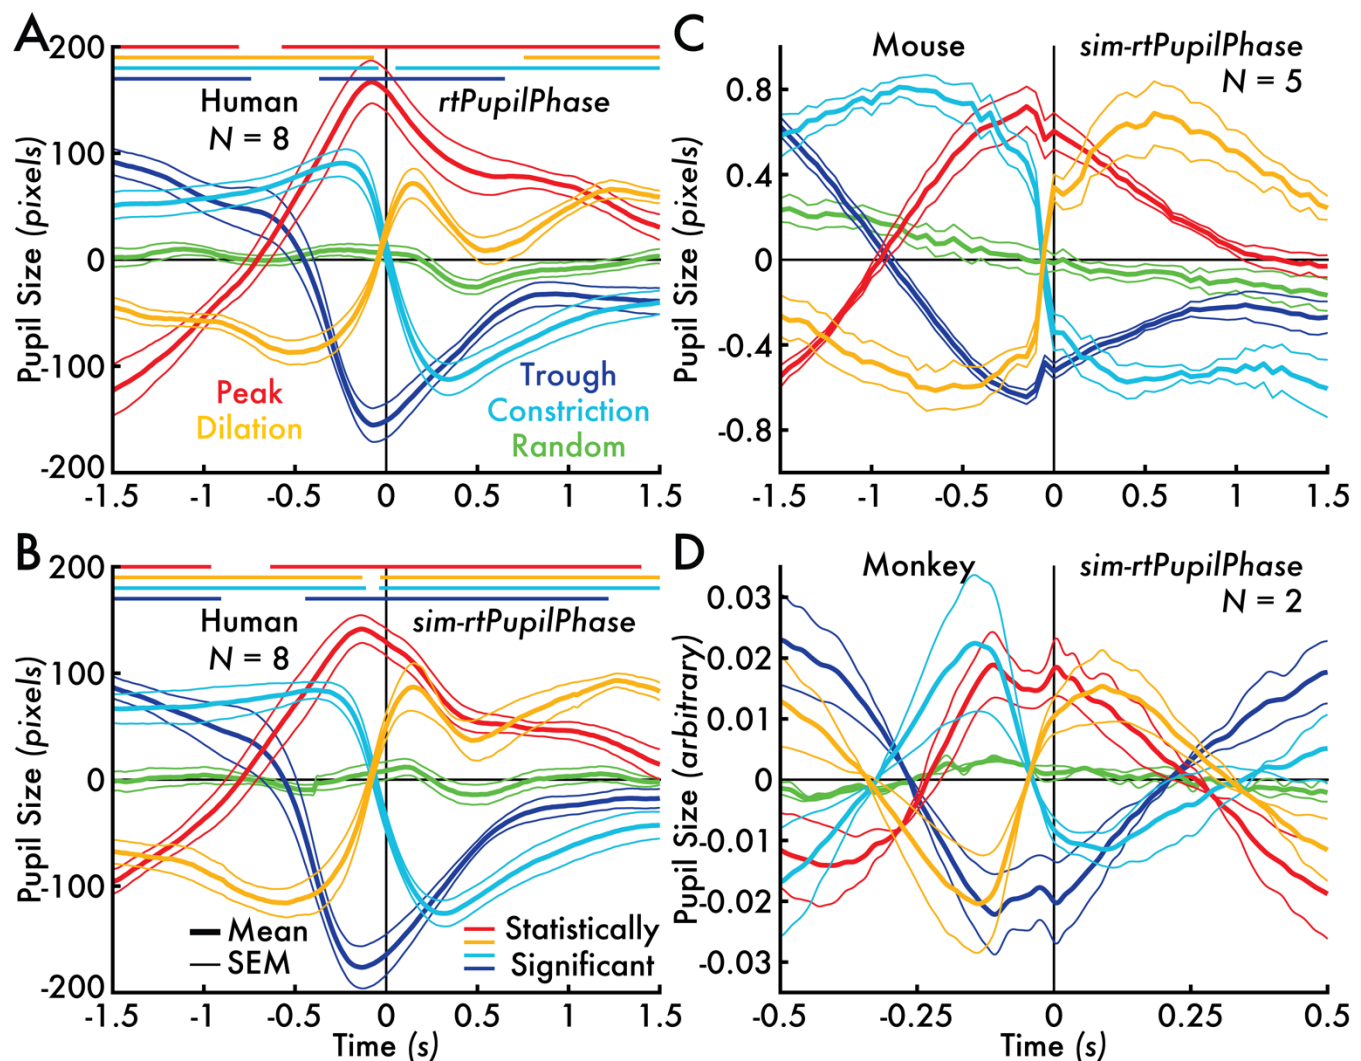 A
200
100
0
-100
-200
Pupil Size (pixels)
Human
N = 8
rtPupilPhase
Peak
Dilation
Trough
Constriction
Random
-1.5 -1 -0.5 0 0.5 1 1.5
B
200
100
0
-100
-200
Pupil Size (pixels)
Human
N = 8
sim-rtPupilPhase
Mean
SEM
Statistically
Significant
-1.5 -1 -0.5 0 0.5 1 1.5
Time (s)
C
0.8
0.4
0
-0.4
-0.8
Pupil Size (pixels)
Mouse
sim-rtPupilPhase
N = 5
-1.5 -1 -0.5 0 0.5 1 1.5
D
0.03
0.02
0.01
0
-0.01
-0.02
-0.03
Pupil Size (arbitrary)
Monkey
sim-rtPupilPhase
N = 2
-0.5 -0.25 0 0.25 0.5
Time (s)